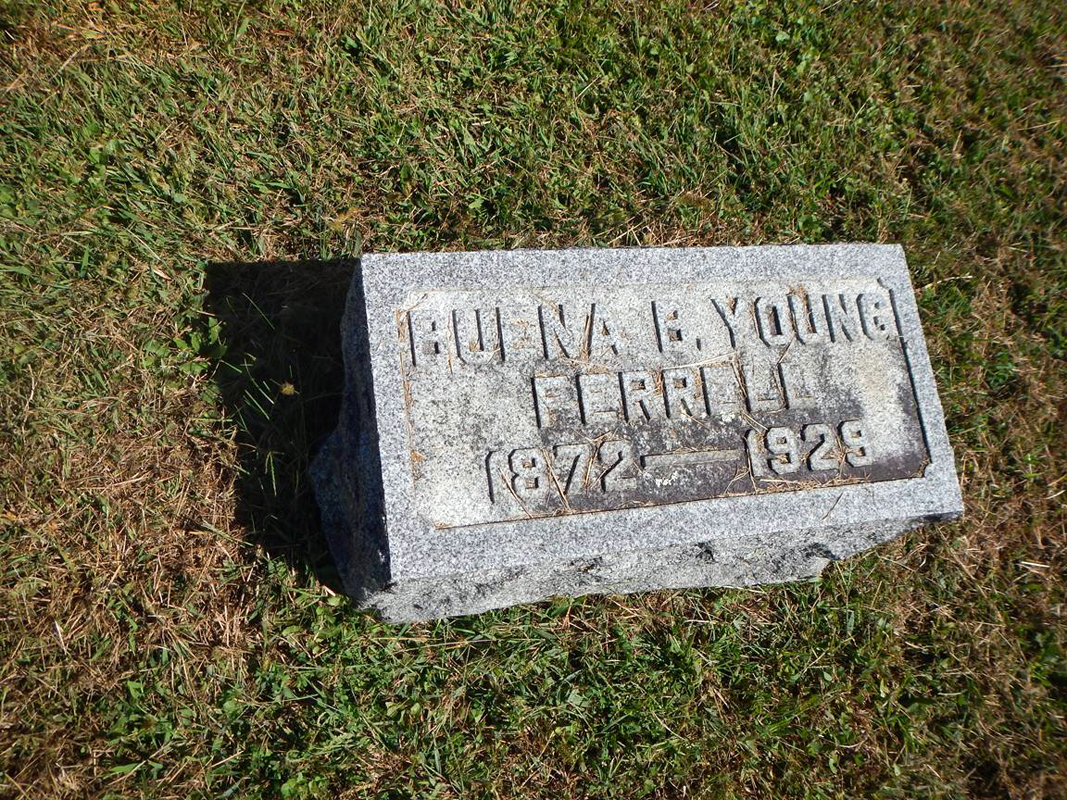 BUENA B. YOUNG
FERRELL
1872 — 1929